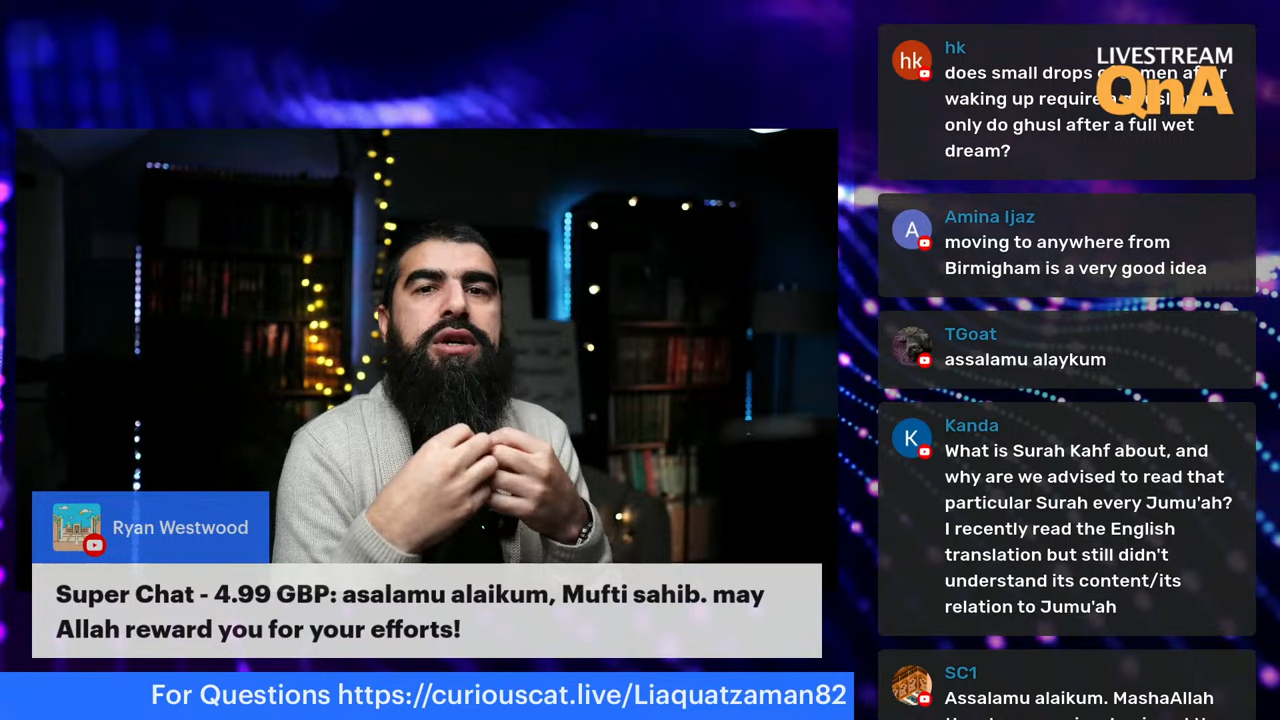 LIVESTREAM
QnA
hk
hk
does small drops
waking up require
only do ghusl after a full wet
dream?
A
Amina Ijaz
moving to anywhere from
Birmigham is a very good idea
TGoat
assalamu alaykum
K
Kanda
What is Surah Kahf about, and
why are we advised to read that
particular Surah every Jumu'ah?
I recently read the English
translation but still didn't
understand its content/its
relation to Jumu'ah
SC1
Assalamu alaikum. MashaAllah
Ryan Westwood
Super Chat - 4.99 GBP: asalamu alaikum, Mufti sahib. may
Allah reward you for your efforts!
For Questions https://curiouscat.live/Liaquatzaman82